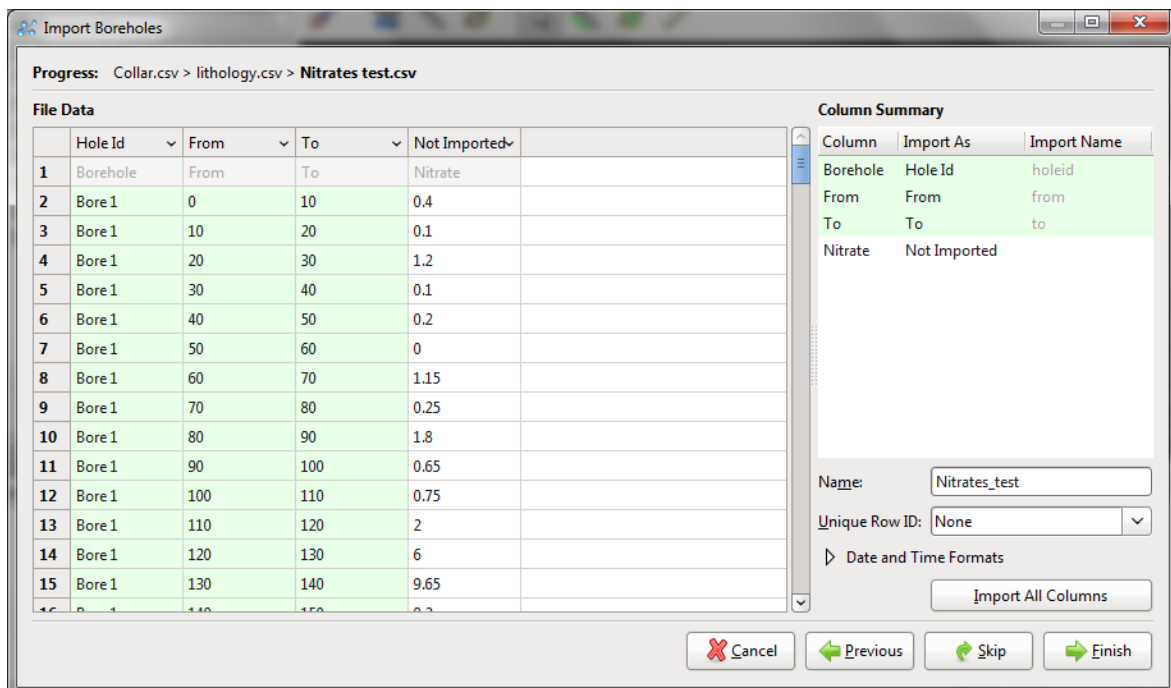 Import Boreholes
Progress: Collar.csv > lithology.csv > Nitrates test.csv
File Data
Hole Id From To Not Imported
1 Borehole From To Nitrate
2 Bore 1 0 10 0.4
3 Bore 1 10 20 0.1
4 Bore 1 20 30 1.2
5 Bore 1 30 40 0.1
6 Bore 1 40 50 0.2
7 Bore 1 50 60 0
8 Bore 1 60 70 1.15
9 Bore 1 70 80 0.25
10 Bore 1 80 90 1.8
11 Bore 1 90 100 0.65
12 Bore 1 100 110 0.75
13 Bore 1 110 120 2
14 Bore 1 120 130 6
15 Bore 1 130 140 9.65
Column Summary
Column Import As Import Name
Borehole Hole Id holeid
From From from
To To to
Nitrate Not Imported
Name: Nitrates_test
Unique Row ID: None
Date and Time Formats
Import All Columns
Cancel Previous Skip Finish